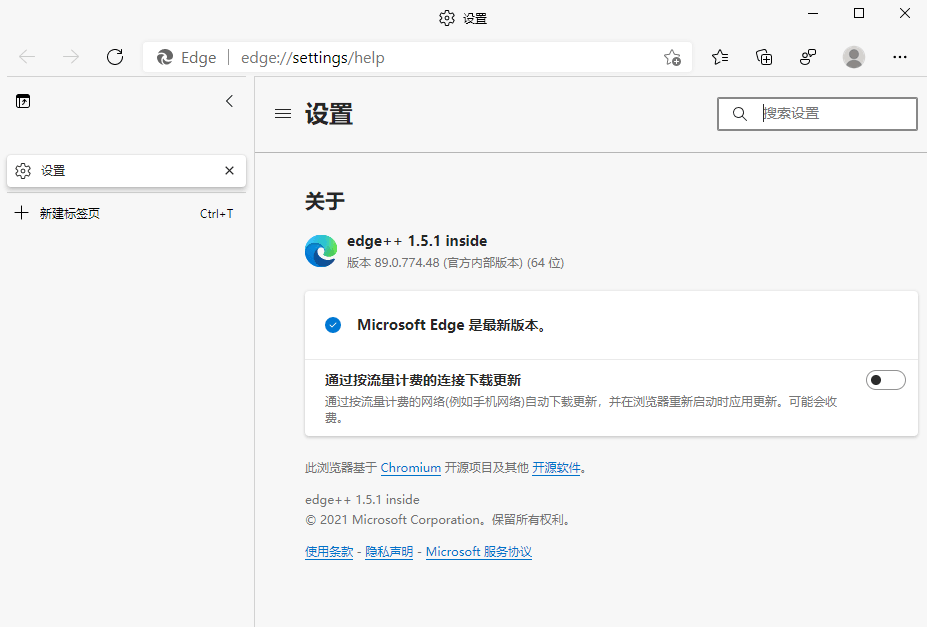 设置
Edge
edge://settings/help
设置
新建标签页
Ctrl+T
设置
搜索设置
关于
edge++ 1.5.1 inside
版本 89.0.774.48 (官方内部版本) (64 位)
Microsoft Edge 是最新版本。
通过按流量计费的连接下载更新
通过按流量计费的网络(例如手机网络)自动下载更新，并在浏览器重新启动时应用更新。可能会收
费。
此浏览器基于 Chromium 开源项目及其他 开源软件。
edge++ 1.5.1 inside
© 2021 Microsoft Corporation。保留所有权利。
使用条款 - 隐私声明 - Microsoft 服务协议